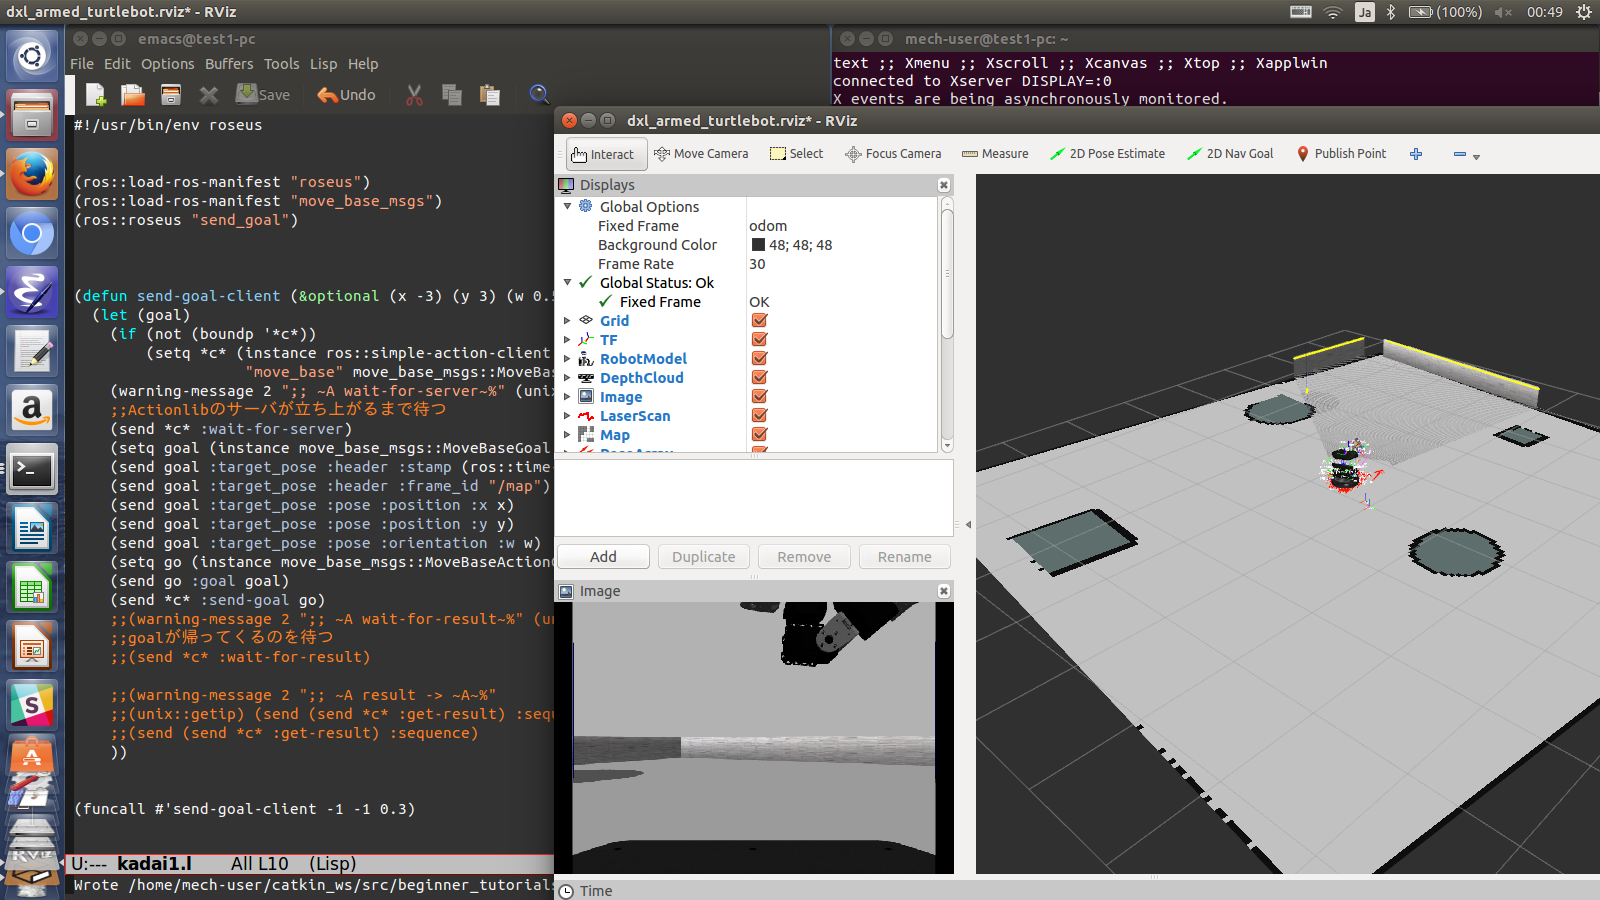 dxl_armed_turtlebot.rviz* - RViz
Ja
(100%)
00:49
emacs@test1-pc
File Edit Options Buffers Tools Lisp Help
Save
Undo
#!/usr/bin/env roseus
(ros::load-ros-manifest "roseus")
(ros::load-ros-manifest "move_base_msgs")
(ros::roseus "send_goal")
(defun send-goal-client (&optional (x -3) (y 3) (w 0.5
(let (goal)
(if (not (boundp '*c*))
(setq *c* (instance ros::simple-action-client
"move_base" move_base_msgs::MoveBas
(warning-message 2 ";; ~A wait-for-server~%" (unix
;;Actionlibのサーバが立ち上がるまで待つ
(send *c* :wait-for-server)
(setq goal (instance move_base_msgs::MoveBaseGoal
(send goal :target_pose :header :stamp (ros::time-
(send goal :target_pose :header :frame_id "/map")
(send goal :target_pose :pose :position :x x)
(send goal :target_pose :pose :position :y y)
(send goal :target_pose :pose :orientation :w w)
(setq go (instance move_base_msgs::MoveBaseAction
(send go :goal goal)
(send *c* :send-goal go)
;;(warning-message 2 ";; ~A wait-for-result~%" (un
;;goalが帰ってくるのを待つ
;;(send *c* :wait-for-result)
;;(warning-message 2 ";; ~A result -> ~A~%"
;;(unix::getip) (send (send *c* :get-result) :sequ
;;(send (send *c* :get-result) :sequence)
))
(funcall #'send-goal-client -1 -1 0.3)
U:--- kadai1.l All L10 (Lisp)
Wrote /home/mech-user/catkin_ws/src/beginner_tutorials
mech-user@test1-pc: ~
text ;; Xmenu ;; Xscroll ;; Xcanvas ;; Xtop ;; Xapplwin
connected to Xserver DISPLAY=:0
X events are being asynchronously monitored.
dxl_armed_turtlebot.rviz* - RViz
Interact Move Camera Select Focus Camera Measure 2D Pose Estimate 2D Nav Goal Publish Point
Displays
Global Options
Fixed Frame odom
Background Color 48; 48; 48
Frame Rate 30
Global Status: Ok
Fixed Frame OK
Grid
TF
RobotModel
DepthCloud
Image
LaserScan
Map
PoseArray
Add Duplicate Remove Rename
Image
Time